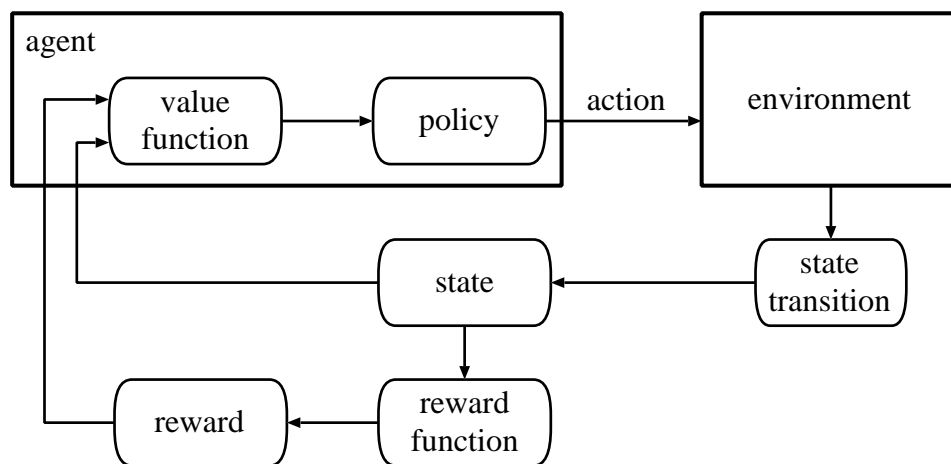 agent
value
function
policy
action
environment
state
state
transition
reward
reward
function